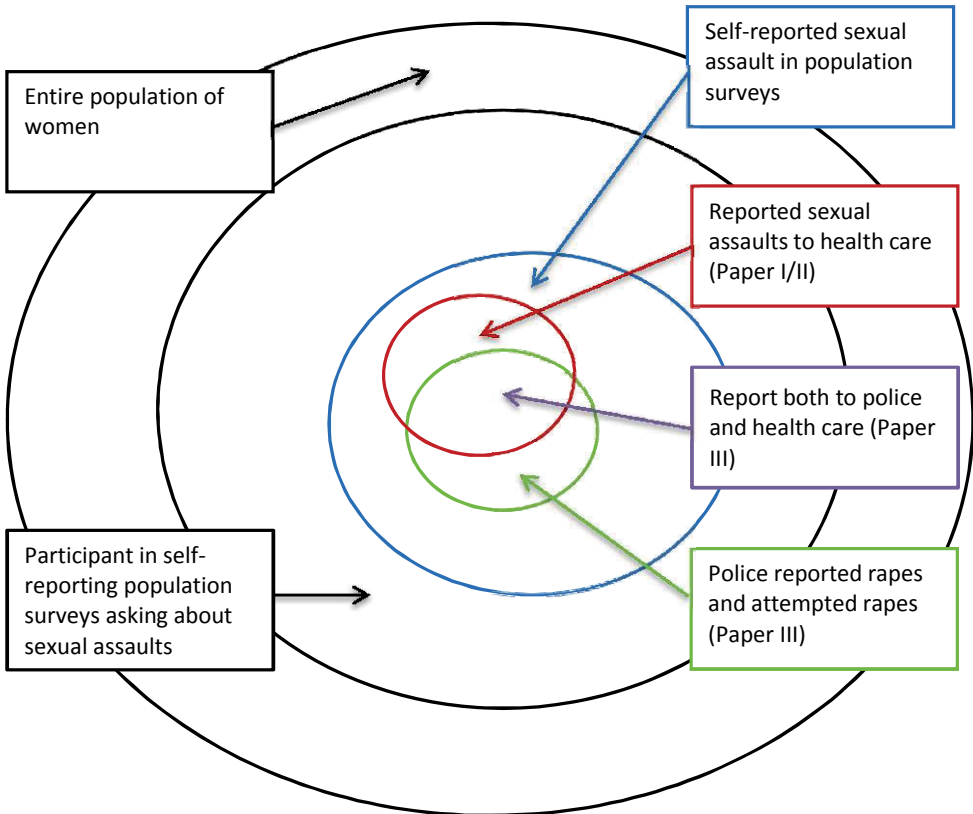 Entire population of
women
Participant in self-
reporting population
surveys asking about
sexual assaults
Self-reported sexual
assault in population
surveys
Reported sexual
assaults to health care
(Paper I/II)
Report both to police
and health care (Paper
III)
Police reported rapes
and attempted rapes
(Paper III)